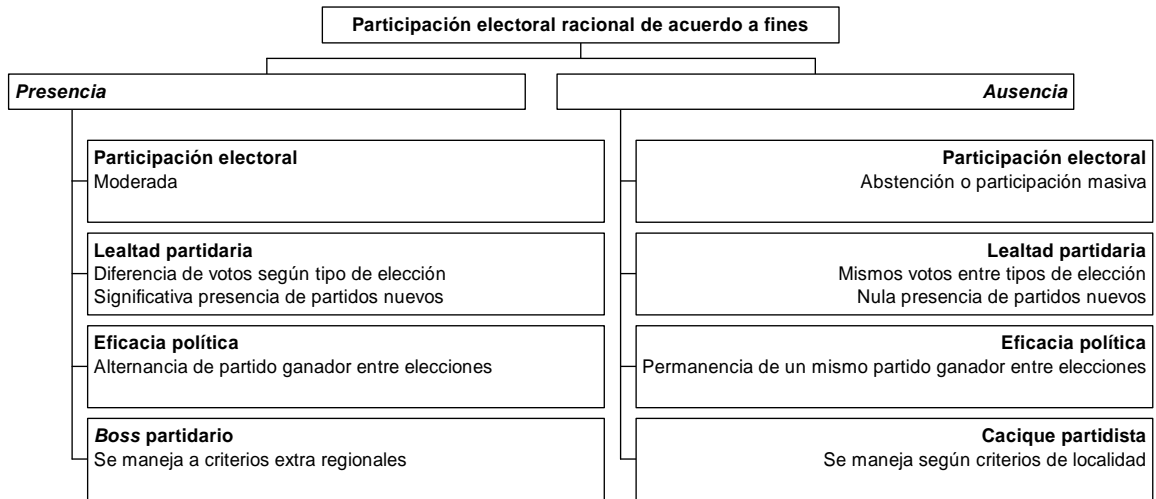 Participación electoral racional de acuerdo a fines
Presencia
Participación electoral
Moderada
Lealtad partidaria
Diferencia de votos según tipo de elección
Significativa presencia de partidos nuevos
Eficacia política
Alternancia de partido ganador entre elecciones
Boss partidario
Se maneja a criterios extra regionales
Ausencia
Participación electoral
Abstención o participación masiva
Lealtad partidaria
Mismos votos entre tipos de elección
Nula presencia de partidos nuevos
Eficacia política
Permanencia de un mismo partido ganador entre elecciones
Cacique partidista
Se maneja según criterios de localidad